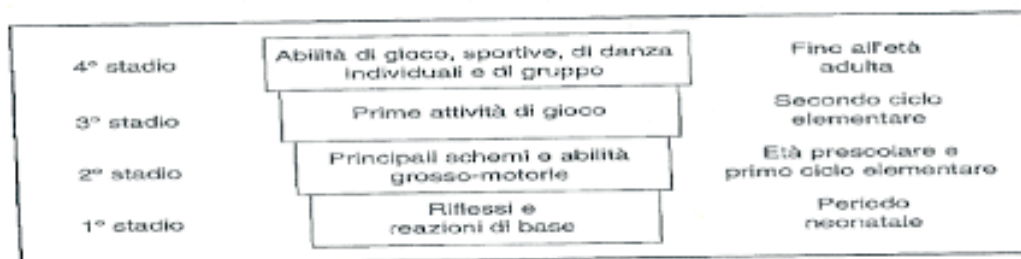 4° stadio
Abilità di gioco, sportive, di danza
individuali e di gruppo
Fino all'età
adulta
3° stadio
Prime attività di gioco
Secondo ciclo
elementare
2° stadio
Principali schemi e abilità
grosso-motorie
Età prescolare e
primo ciclo elementare
1° stadio
Riflessi e
reazioni di base
Periodo
neonatale